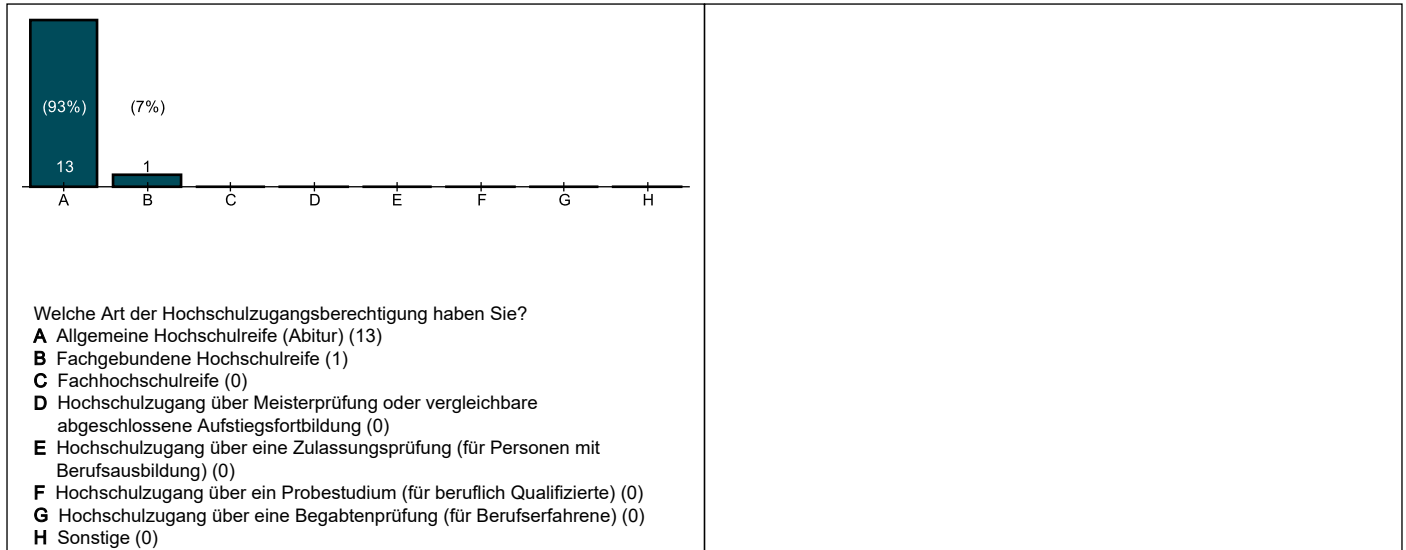 (93%) (7%)
13 1
A B C D E F G H
Welche Art der Hochschulzugangsberechtigung haben Sie?
A Allgemeine Hochschulreife (Abitur) (13)
B Fachgebundene Hochschulreife (1)
C Fachhochschulreife (0)
D Hochschulzugang über Meisterprüfung oder vergleichbare
abgeschlossene Aufstiegsfortbildung (0)
E Hochschulzugang über eine Zulassungsprüfung (für Personen mit
Berufsausbildung) (0)
F Hochschulzugang über ein Probestudium (für beruflich Qualifizierte) (0)
G Hochschulzugang über eine Begabtenprüfung (für Berufserfahrene) (0)
H Sonstige (0)